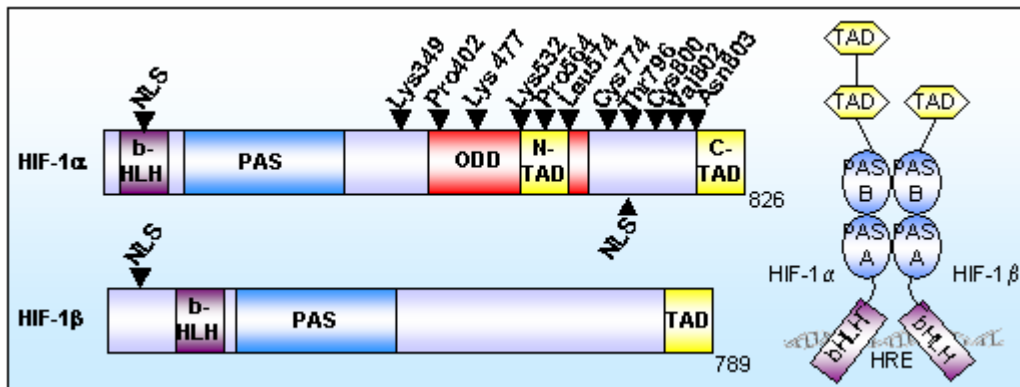 NLS
Lys349
Pro402
Lys 477
Lys532
Pro564
Leu574
Cys774
Thr796
Cys800
Val802
Asn803
HIF-1α
b-
HLH
PAS
ODD
N-
TAD
C-
TAD
826
NLS
NLS
HIF-1β
b-
HLH
PAS
TAD
789
TAD
TAD
TAD
PAS
B
PAS
B
PAS
A
PAS
A
HIF-1 α
HIF-1 β
bHLH
bHLH
HRE